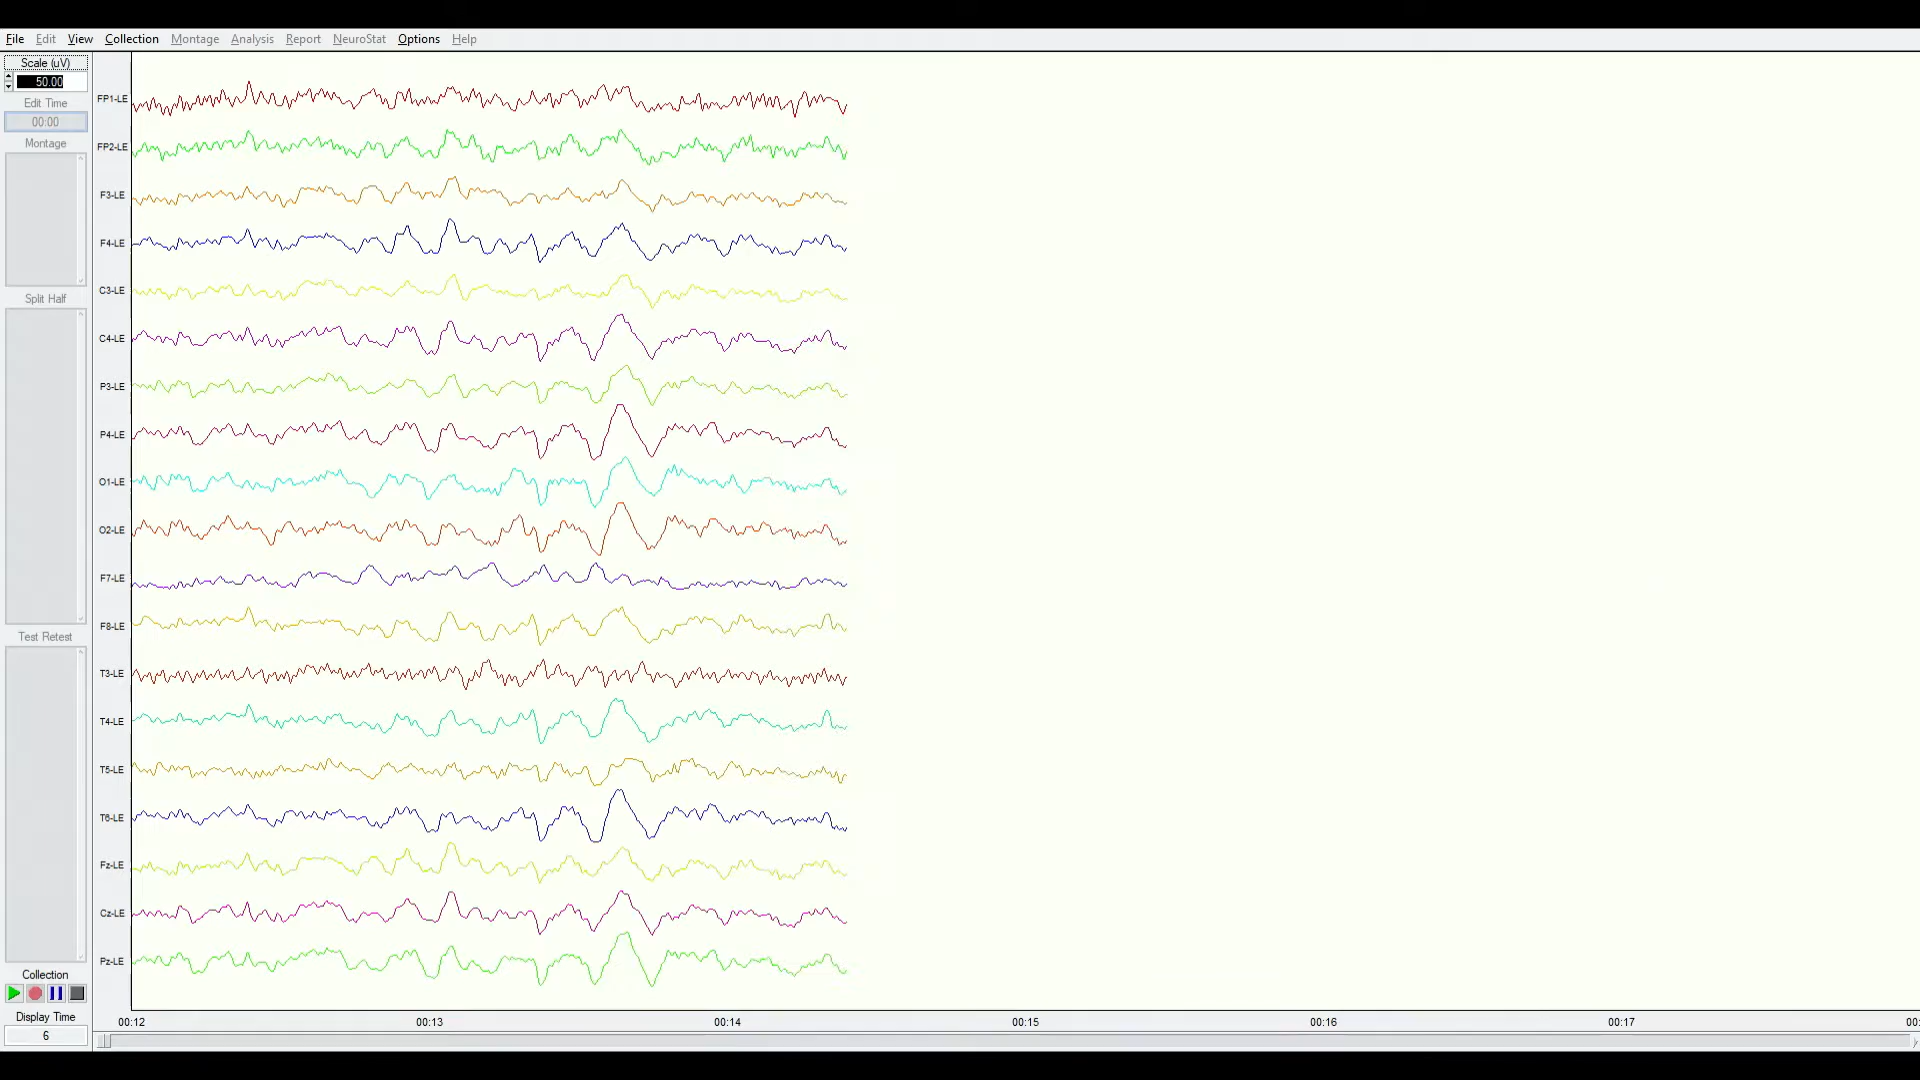 File Edit View Collection Montage Analysis Report NeuroStat Options Help
Scale (uV)
50.00
Edit Time
00:00
Montage
Split Half
Test Retest
Collection
Display Time
6
FP1-LE
FP2-LE
F3-LE
F4-LE
C3-LE
C4-LE
P3-LE
P4-LE
O1-LE
O2-LE
F7-LE
F8-LE
T3-LE
T4-LE
T5-LE
T6-LE
Fz-LE
Cz-LE
Pz-LE
00:12 00:13 00:14 00:15 00:16 00:17